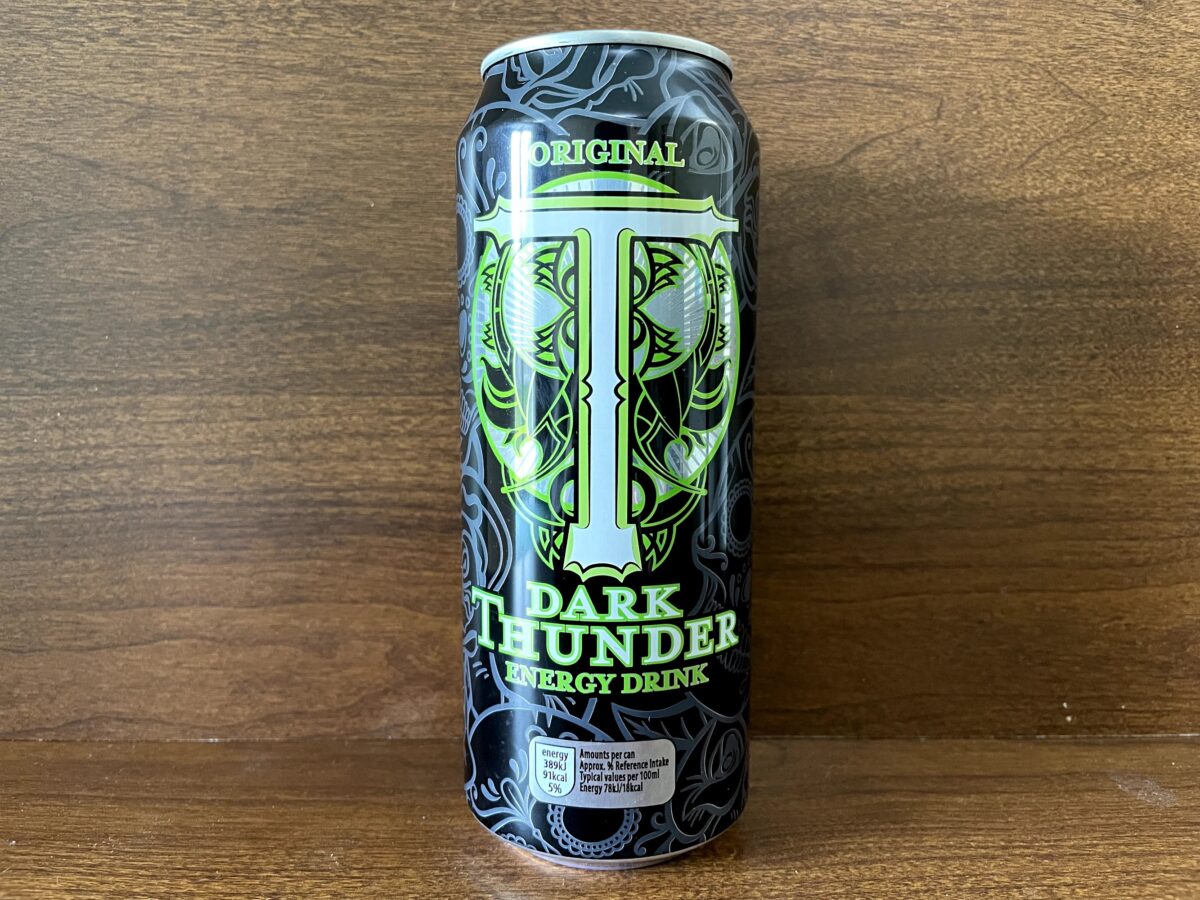 ORIGINAL
T
DARK
THUNDER
ENERGY DRINK
energy
389kJ
91kcal
5%
Amounts per can
Approx. % Reference Intake
Typical values per 100ml
Energy 78kJ/18kcal